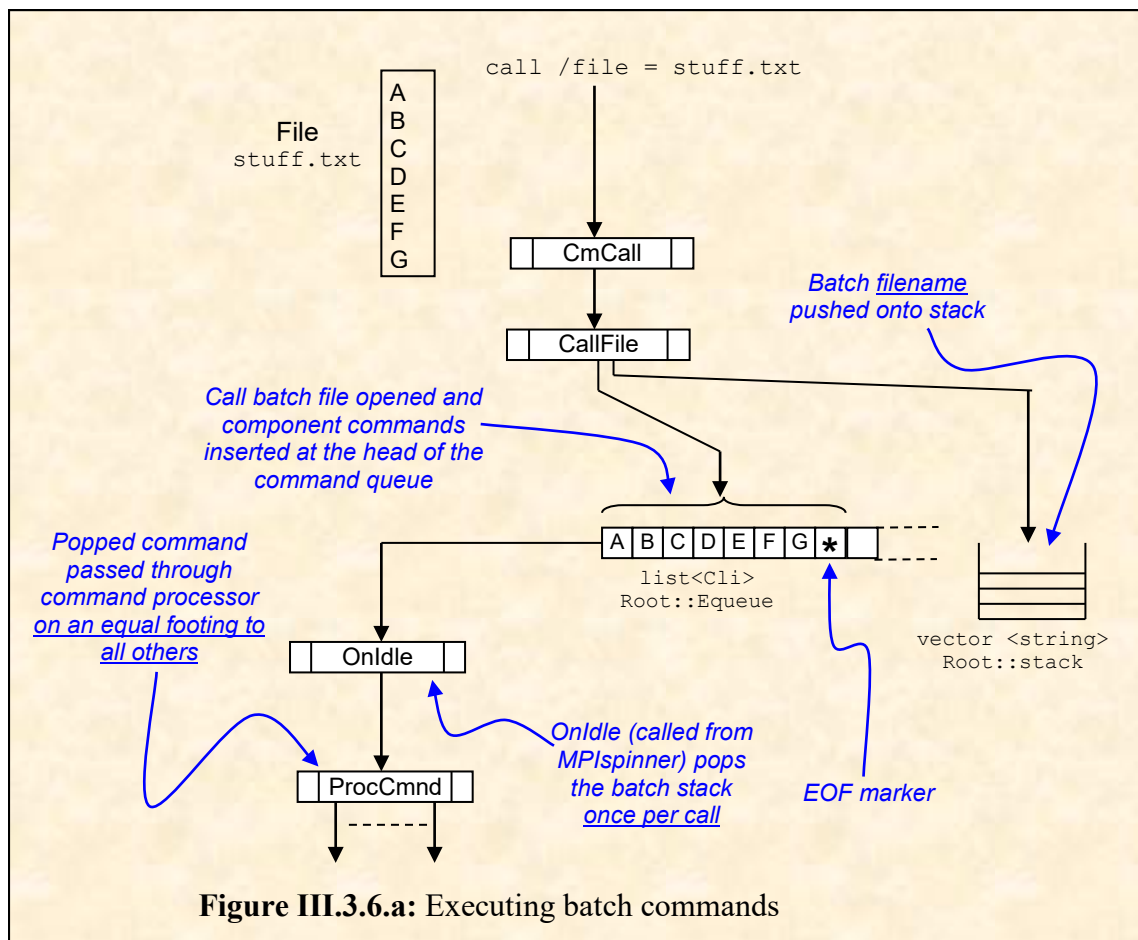 call /file = stuff.txt
File
stuff.txt
A
B
C
D
E
F
G
CmCall
CallFile
Batch filename
pushed onto stack
Call batch file opened and
component commands
inserted at the head of the
command queue
A B C D E F G *
list<Cli>
Root::Equeue
vector <string>
Root::stack
Popped command
passed through
command processor
on an equal footing to
all others
OnIdle
ProcCmnd
OnIdle (called from
MPIspinner) pops
the batch stack
once per call
EOF marker
Figure III.3.6.a: Executing batch commands